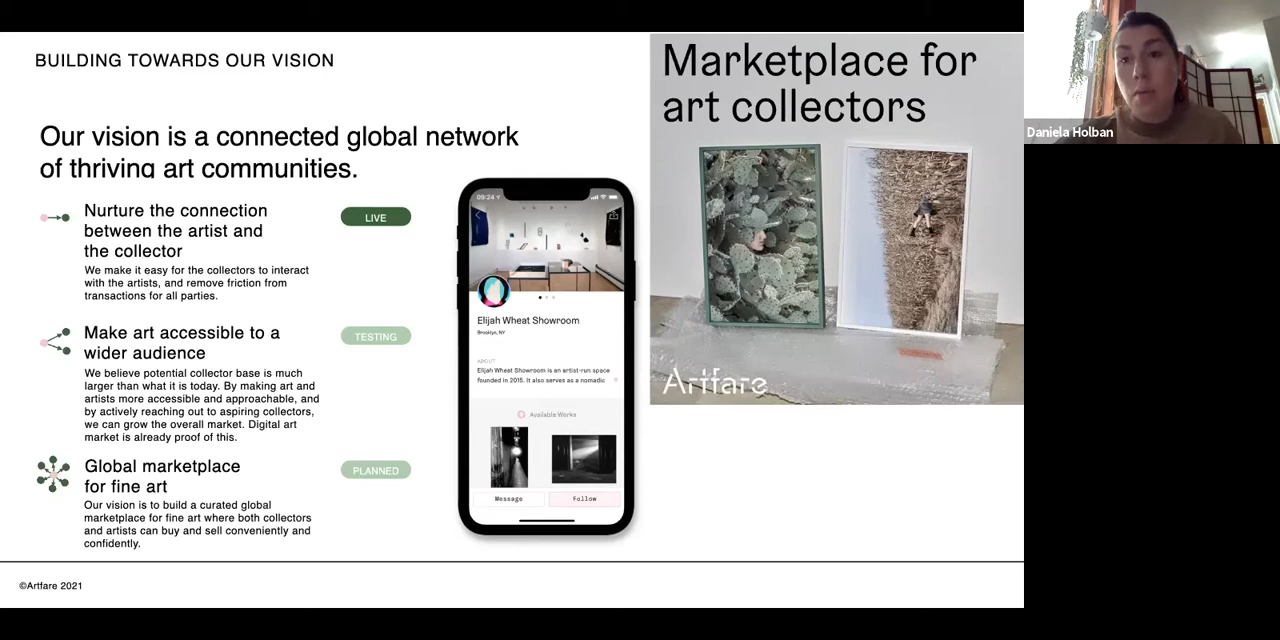 BUILDING TOWARDS OUR VISION
Our vision is a connected global network
of thriving art communities.
Nurture the connection
between the artist and
the collector
LIVE
We make it easy for the collectors to interact
with the artists, and remove friction from
transactions for all parties.
Make art accessible to a
wider audience
TESTING
We believe potential collector base is much
larger than what it is today. By making art and
artists more accessible and approachable, and
by actively reaching out to aspiring collectors,
we can grow the overall market. Digital art
market is already proof of this.
Global marketplace
for fine art
PLANNED
Our vision is to build a curated global
marketplace for fine art where both collectors
and artists can buy and sell conveniently and
confidently.
©Artfare 2021
09:24
Elijah Wheat Showroom
Brooklyn, NY
ABOUT
Elijah Wheat Showroom is an artist-run space
founded in 2015. It also serves as a nomadic
Available Works
Message
Follow
Marketplace for
art collectors
Artfare
Daniela Holban